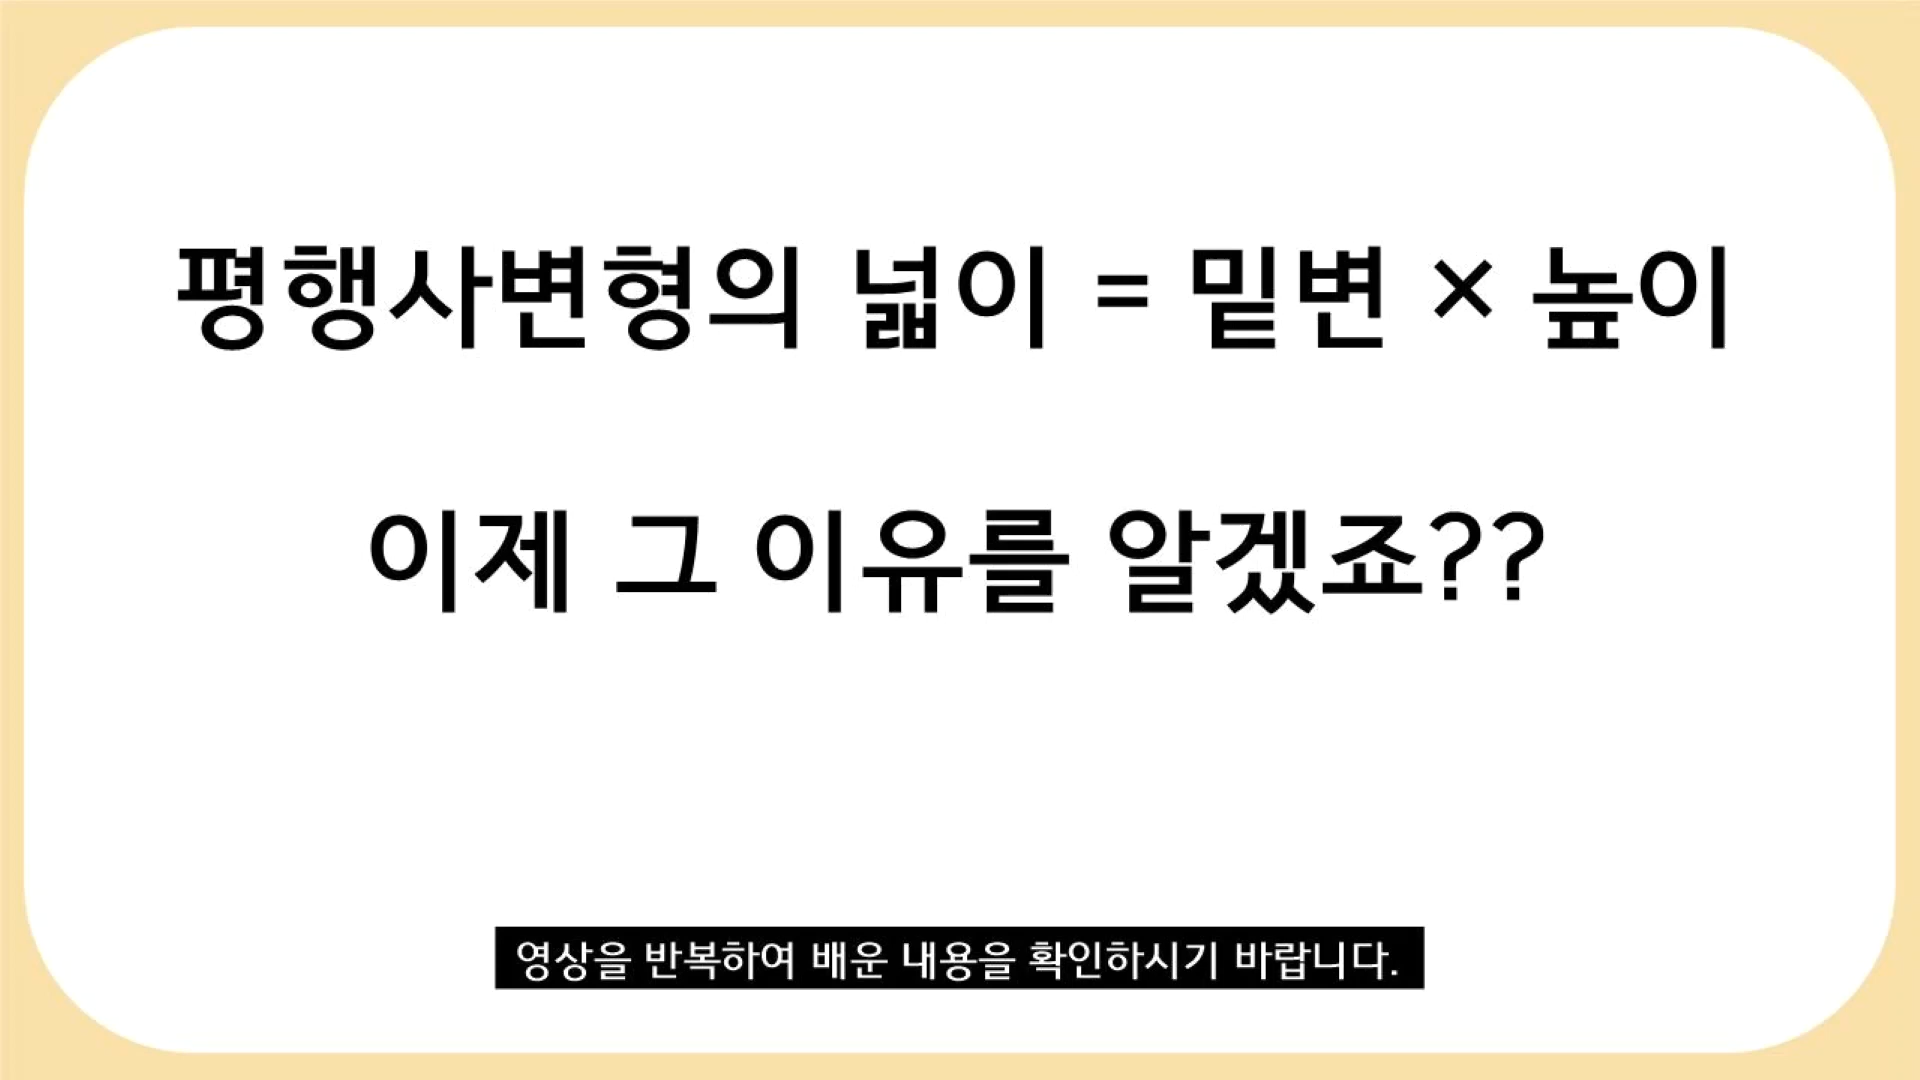 평행사변형의 넓이 = 밑변 × 높이
이제 그 이유를 알겠죠??
영상을 반복하여 배운 내용을 확인하시기 바랍니다.